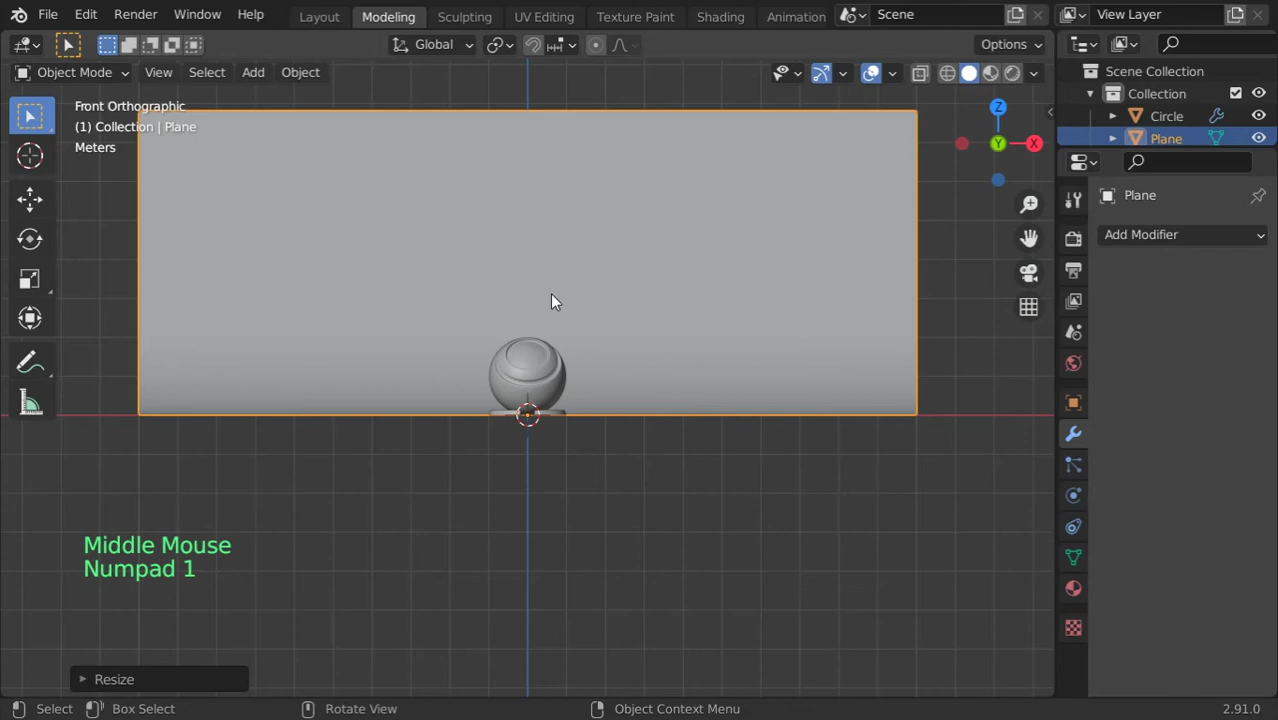 File Edit Render Window Help Layout Modeling Sculpting UV Editing Texture Paint Shading Animation Scene View Layer
Global Options
Object Mode View Select Add Object
Scene Collection
Collection
Circle
Plane
Front Orthographic
(1) Collection | Plane
Meters
Z
Y
X
Plane
Add Modifier
Middle Mouse
Numpad 1
Resize
Select Box Select Rotate View Object Context Menu 2.91.0